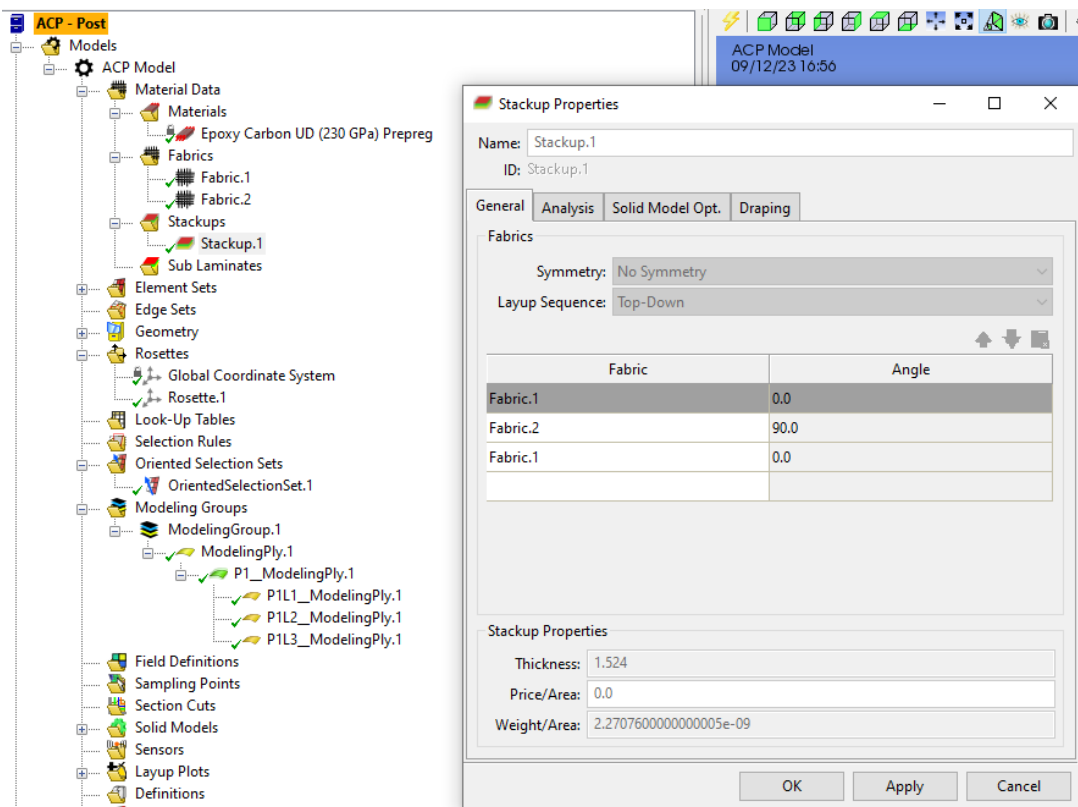 ACP - Post
Models
ACP Model
Material Data
Materials
Epoxy Carbon UD (230 GPa) Prepreg
Fabrics
Fabric.1
Fabric.2
Stackups
Stackup.1
Sub Laminates
Element Sets
Edge Sets
Geometry
Rosettes
Global Coordinate System
Rosette.1
Look-Up Tables
Selection Rules
Oriented Selection Sets
OrientedSelectionSet.1
Modeling Groups
ModelingGroup.1
ModelingPly.1
P1__ModelingPly.1
P1L1__ModelingPly.1
P1L2__ModelingPly.1
P1L3__ModelingPly.1
Field Definitions
Sampling Points
Section Cuts
Solid Models
Sensors
Layup Plots
Definitions
ACP Model
09/12/23 16:56
Stackup Properties
Name: Stackup.1
ID: Stackup.1
General Analysis Solid Model Opt. Draping
Fabrics
Symmetry: No Symmetry
Layup Sequence: Top-Down
Fabric Angle
Fabric.1 0.0
Fabric.2 90.0
Fabric.1 0.0
Stackup Properties
Thickness: 1.524
Price/Area: 0.0
Weight/Area: 2.2707600000000005e-09
OK Apply Cancel